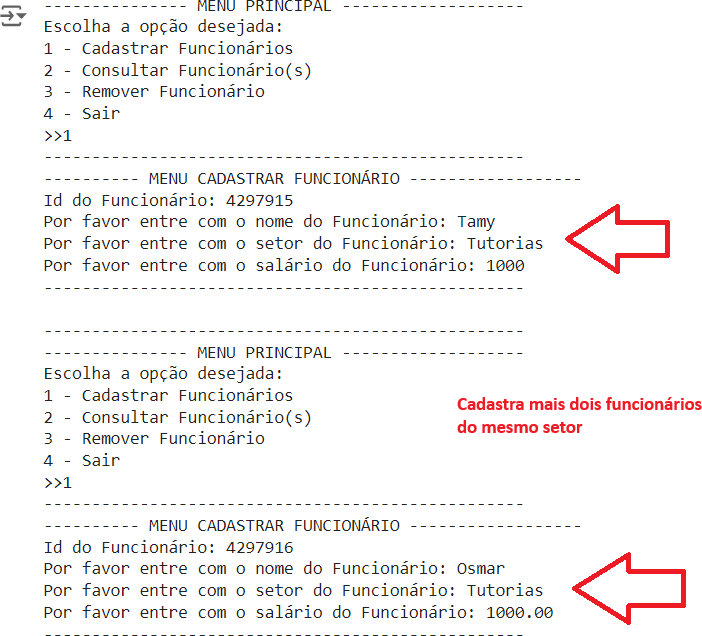 --------------- MENU PRINCIPAL -------------------
Escolha a opção desejada:
1 - Cadastrar Funcionários
2 - Consultar Funcionário(s)
3 - Remover Funcionário
4 - Sair
>>1
--------------------------------------------------
---------- MENU CADASTRAR FUNCIONÁRIO ------------------
Id do Funcionário: 4297915
Por favor entre com o nome do Funcionário: Tamy
Por favor entre com o setor do Funcionário: Tutorias
Por favor entre com o salário do Funcionário: 1000
--------------------------------------------------
--------------------------------------------------
--------------- MENU PRINCIPAL -------------------
Escolha a opção desejada:
1 - Cadastrar Funcionários
2 - Consultar Funcionário(s)
3 - Remover Funcionário
4 - Sair
>>1
Cadastra mais dois funcionários
do mesmo setor
--------------------------------------------------
---------- MENU CADASTRAR FUNCIONÁRIO ------------------
Id do Funcionário: 4297916
Por favor entre com o nome do Funcionário: Osmar
Por favor entre com o setor do Funcionário: Tutorias
Por favor entre com o salário do Funcionário: 1000.00
--------------------------------------------------